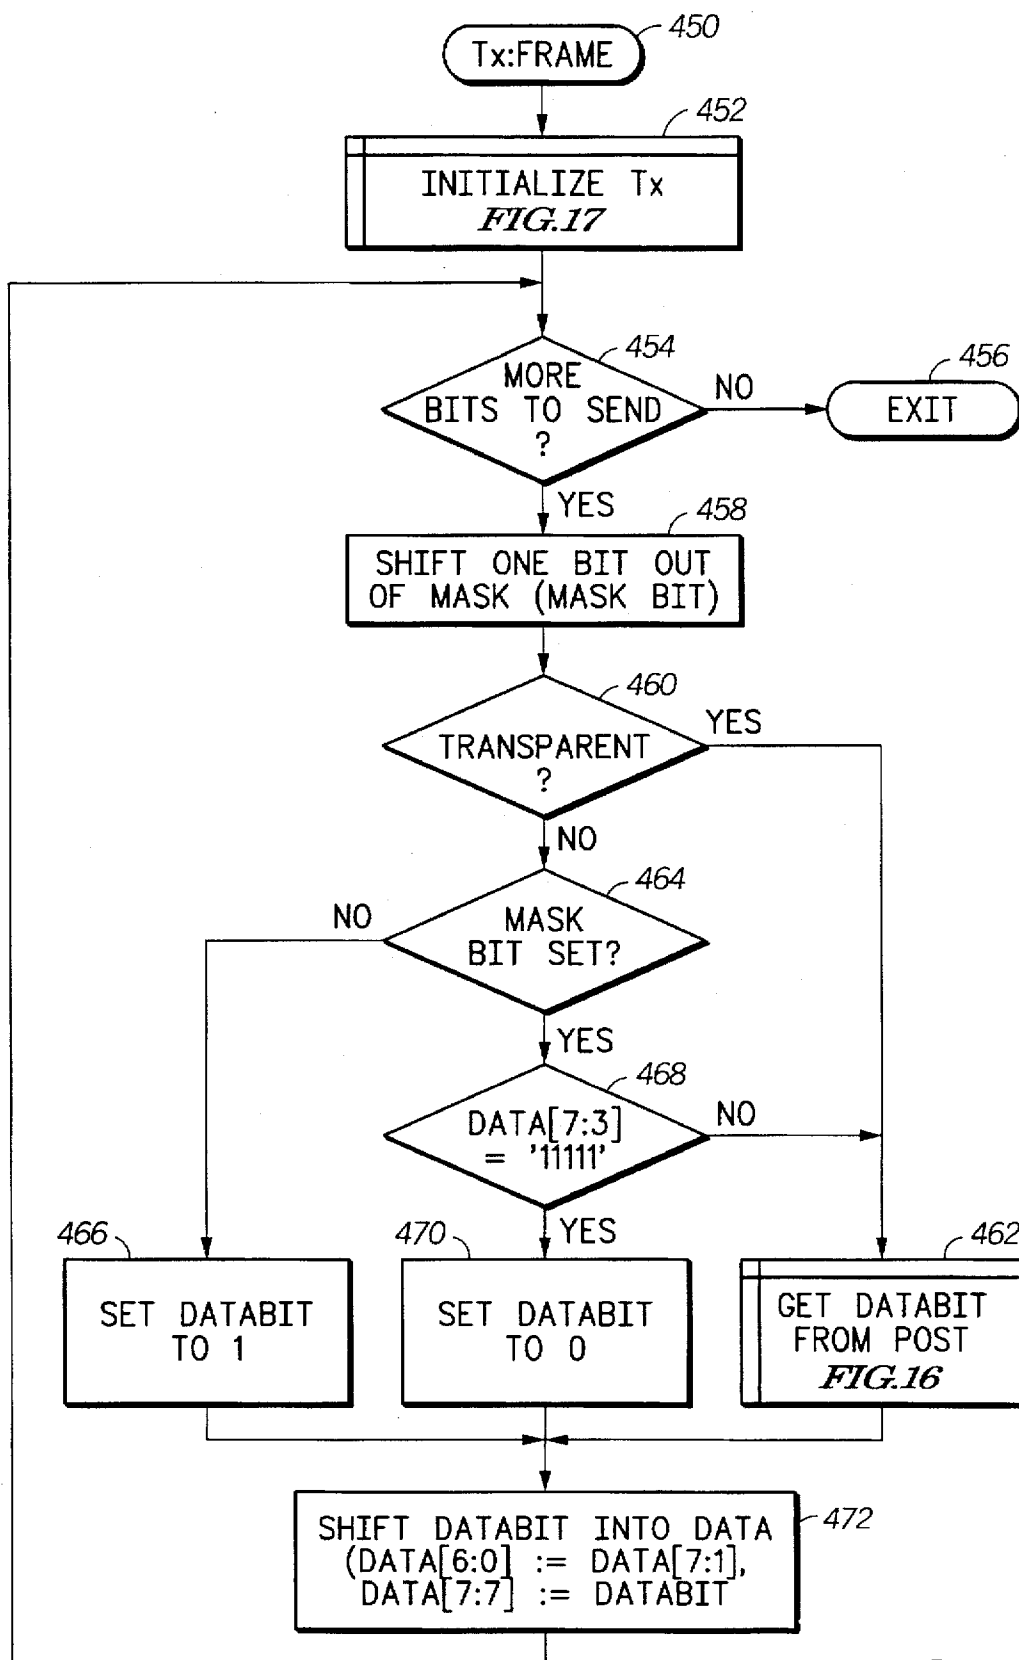 450
Tx:FRAME
452
INITIALIZE Tx
FIG.17
454
MORE
BITS TO SEND
?
NO
456
EXIT
YES
458
SHIFT ONE BIT OUT
OF MASK (MASK BIT)
460
TRANSPARENT
?
YES
NO
464
MASK
BIT SET?
NO
YES
468
DATA[7:3]
= '11111'
NO
YES
466
SET DATABIT
TO 1
470
SET DATABIT
TO 0
462
GET DATABIT
FROM POST
FIG.16
472
SHIFT DATABIT INTO DATA
(DATA[6:0] := DATA[7:1],
DATA[7:7] := DATABIT